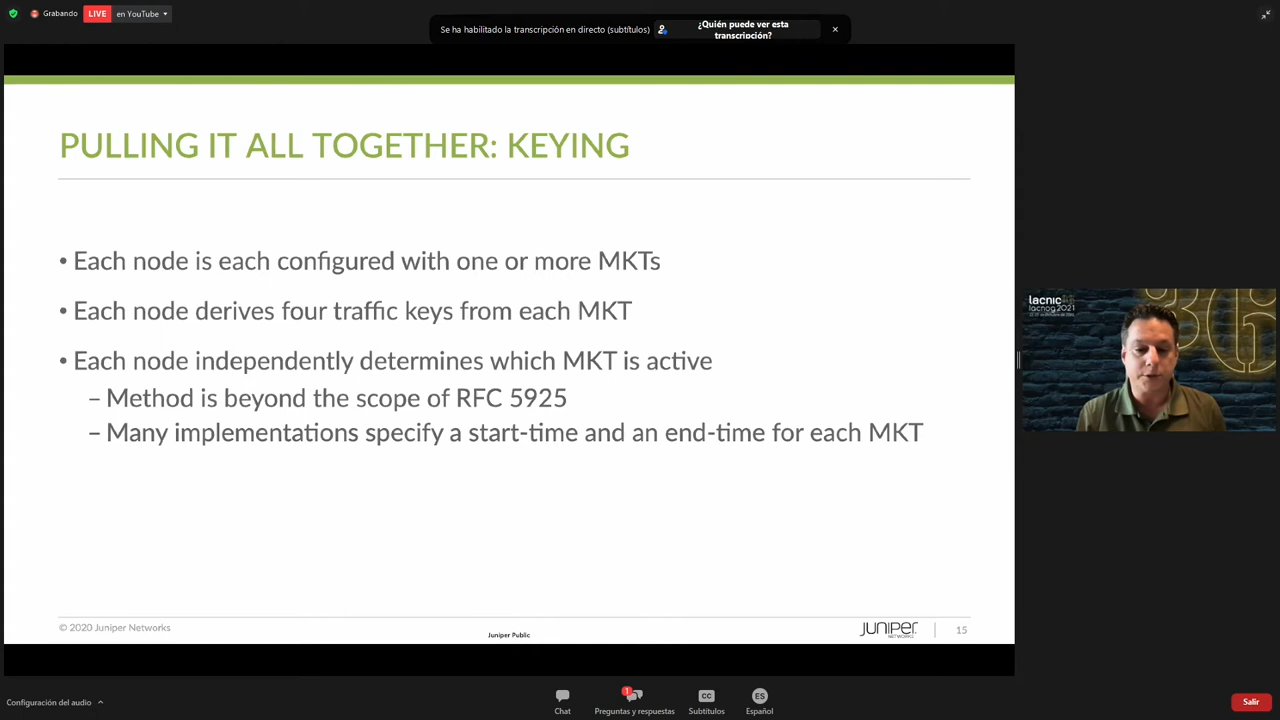 Grabando
LIVE
en YouTube
Se ha habilitado la transcripción en directo (subtítulos)
¿Quién puede ver esta
transcripción?
PULLING IT ALL TOGETHER: KEYING
• Each node is each configured with one or more MKTs
• Each node derives four traffic keys from each MKT
• Each node independently determines which MKT is active
– Method is beyond the scope of RFC 5925
– Many implementations specify a start-time and an end-time for each MKT
lacnic36
lacnog2021
© 2020 Juniper Networks
Juniper Public
JUNIPER
NETWORKS
15
Configuración del audio
Chat
1
Preguntas y respuestas
CC
Subtítulos
ES
Español
Salir